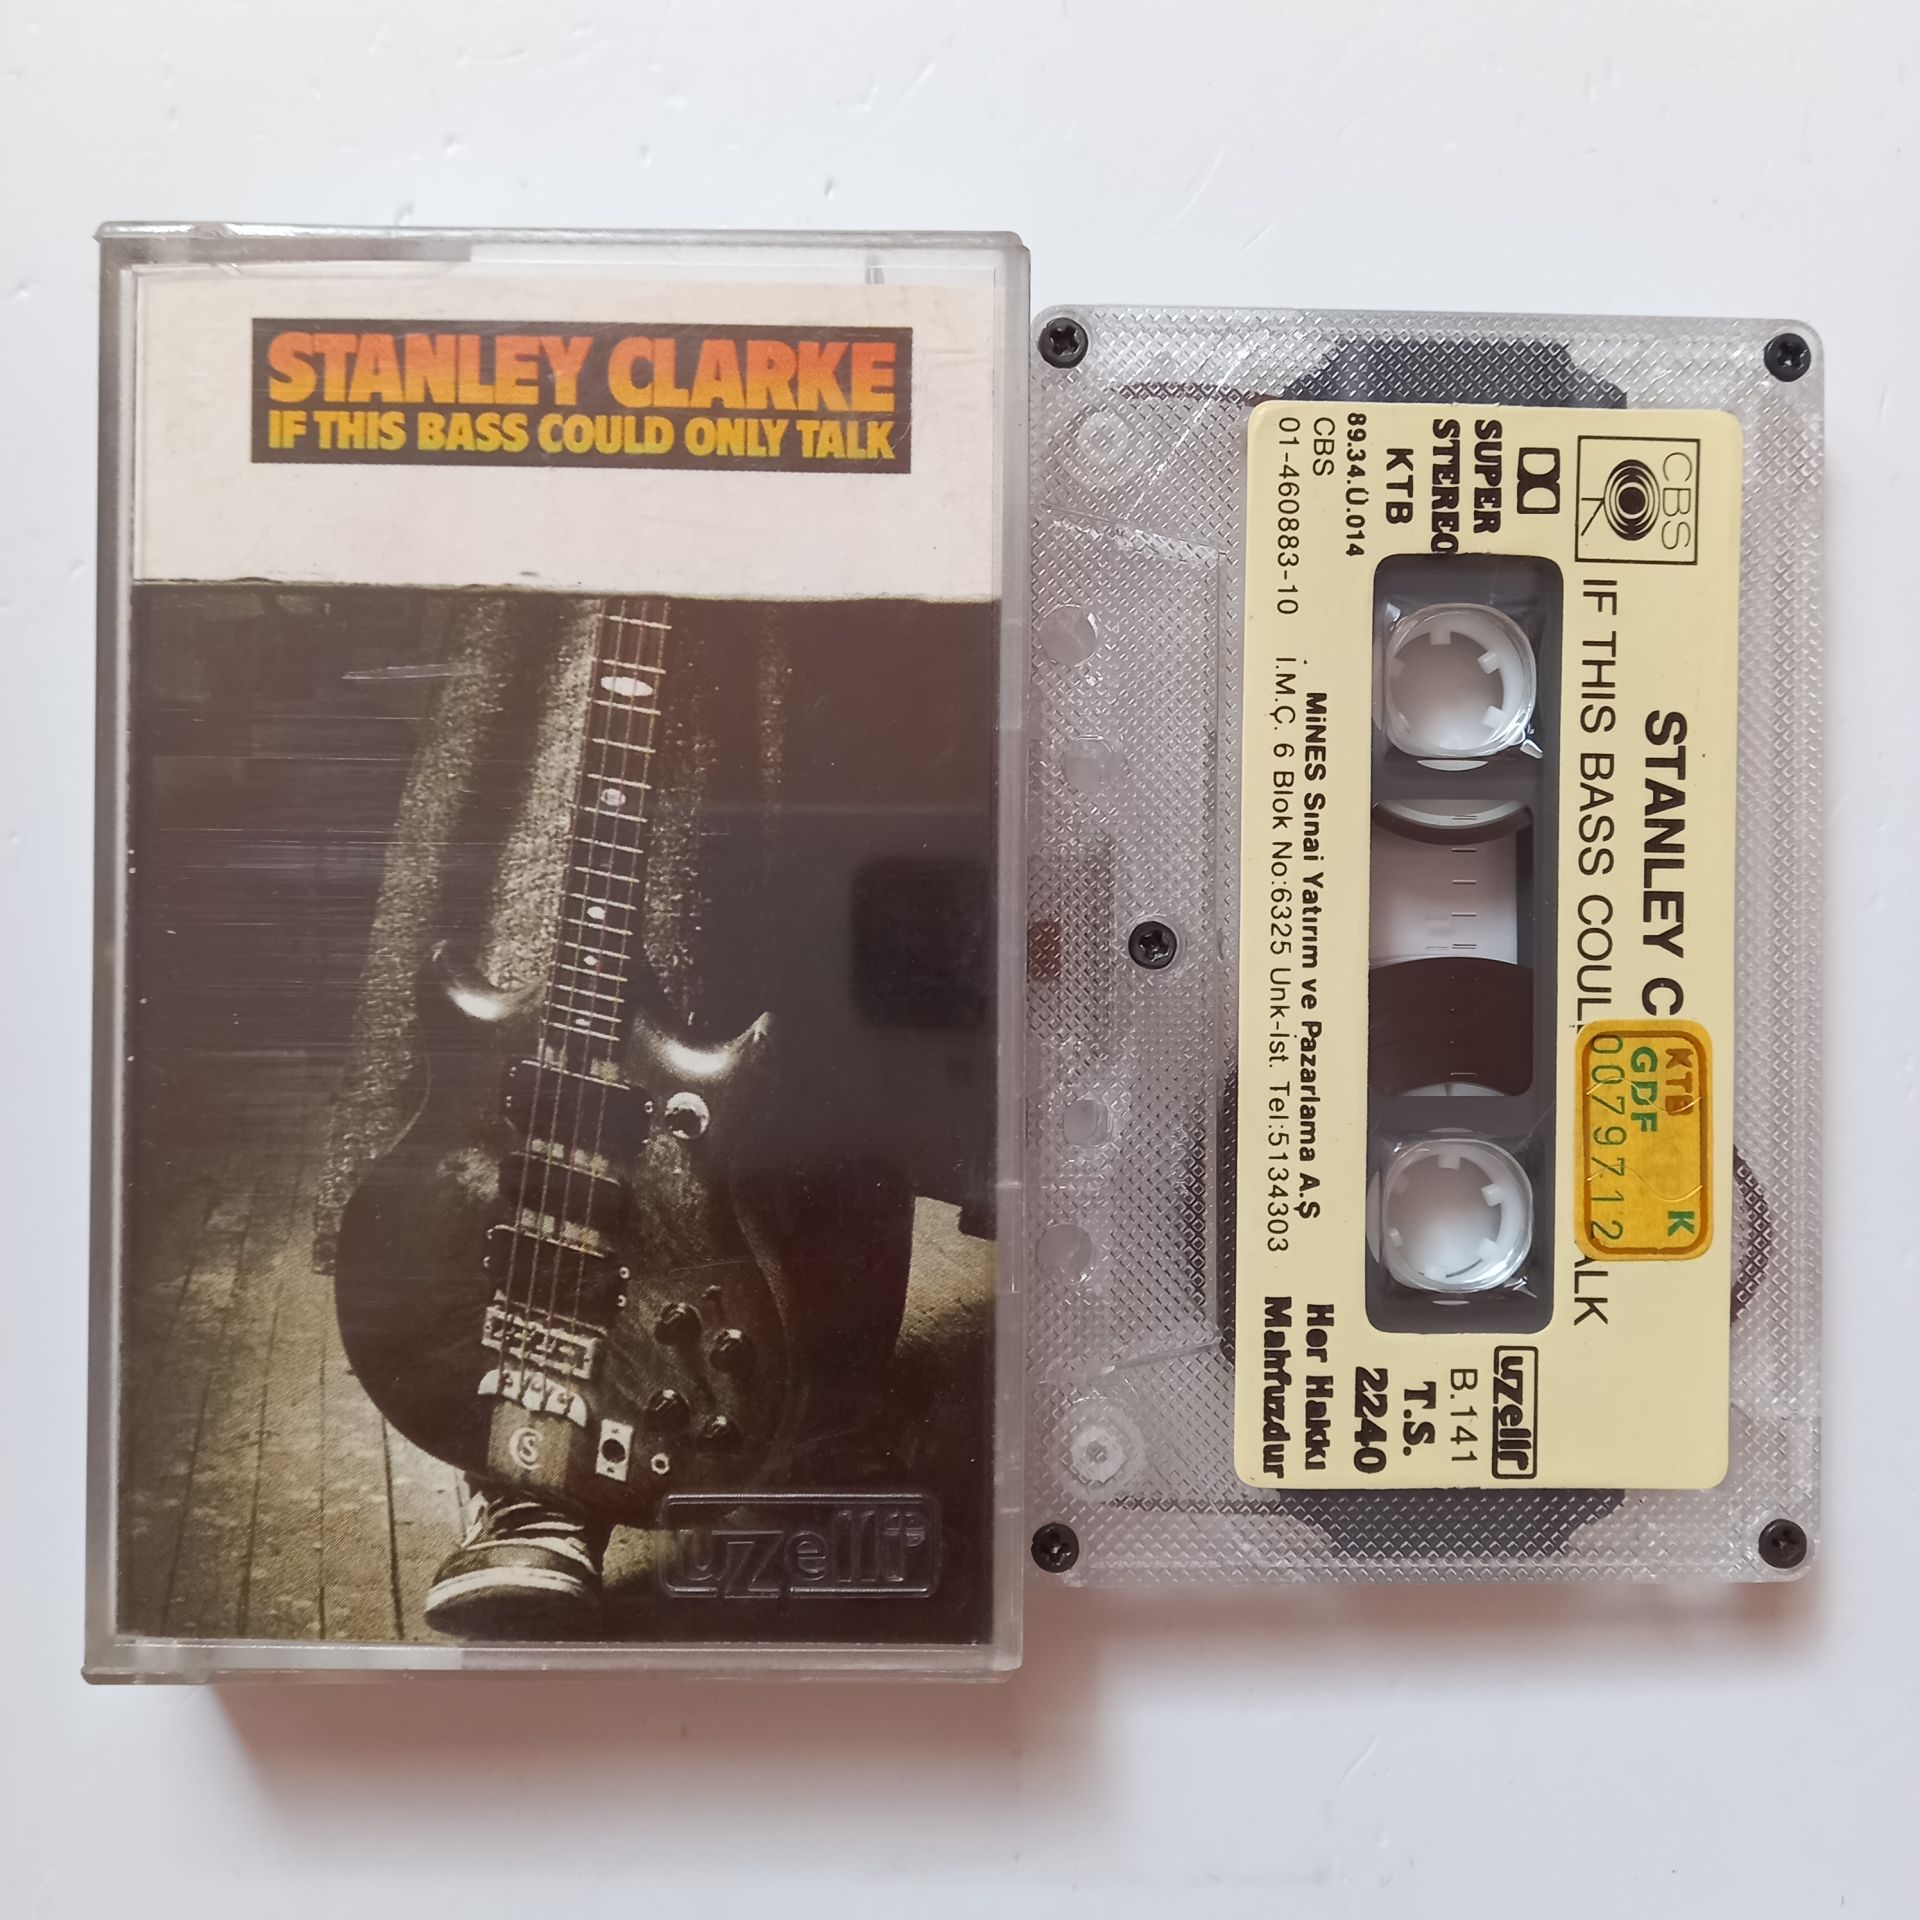 STANLEY CLARKE
IF THIS BASS COULD ONLY TALK
S
uzelli
CBS
STANLEY C
IF THIS BASS COUL
ALK
KTB
GDF
K
0079712
SUPER
STEREO
KTB
89.34.Ü.014
CBS
01-460883-10
uzelli
B.141
T.S.
2240
MiNES Sınai Yatırım ve Pazarlama A.Ş
İ.M.Ç. 6 Blok No:6325 Unk-İst. Tel:5134303
Her Hakkı
Mahfuzdur